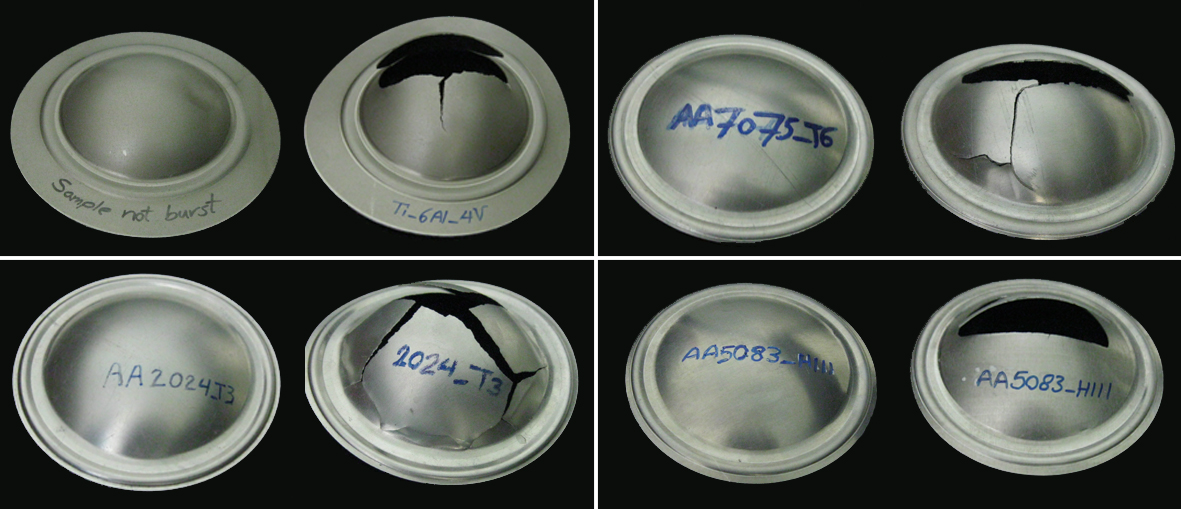 Sample not burst
Ti_6Al_4V
AA7075_T6
AA2024T3
2024_T3
AA5083_H111
AA5083_H111